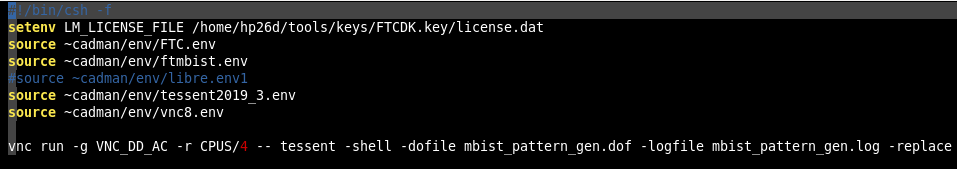 #!/bin/csh -f
setenv LM_LICENSE_FILE /home/hp26d/tools/keys/FTCDK.key/license.dat
source ~cadman/env/FTC.env
source ~cadman/env/ftmbist.env
#source ~cadman/env/libre.env1
source ~cadman/env/tessent2019_3.env
source ~cadman/env/vnc8.env
vnc run -g VNC_DD_AC -r CPUS/4 -- tessent -shell -dofile mbist_pattern_gen.dof -logfile mbist_pattern_gen.log -replace